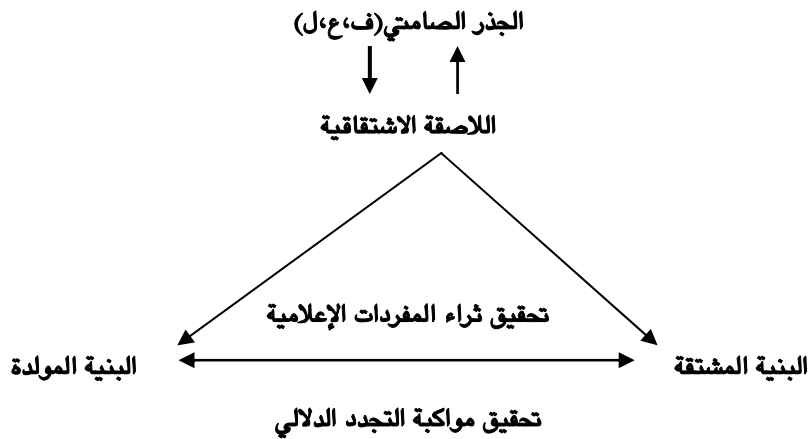 الجذر الصامتي(ف،ع،ل)
اللاصقة الاشتقاقية
تحقيق ثراء المفردات الإعلامية
البنية المشتقة
البنية المولدة
تحقيق مواكبة التجدد الدلالي